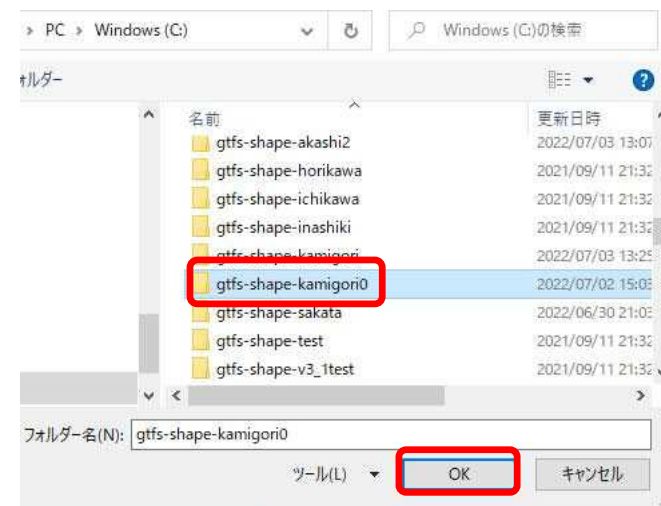 › PC › Windows (C:)
Windows (C:)の検索
ォルダー
名前 更新日時
gtfs-shape-akashi2 2022/07/03 13:07
gtfs-shape-horikawa 2021/09/11 21:32
gtfs-shape-ichikawa 2021/09/11 21:32
gtfs-shape-inashiki 2021/09/11 21:32
gtfs-shape-kamigori 2022/07/03 13:25
gtfs-shape-kamigori0 2022/07/02 15:03
gtfs-shape-sakata 2022/06/30 21:03
gtfs-shape-test 2021/09/11 21:32
gtfs-shape-v3_1test 2021/09/11 21:32
フォルダー名(N): gtfs-shape-kamigori0
ツール(L) OK キャンセル